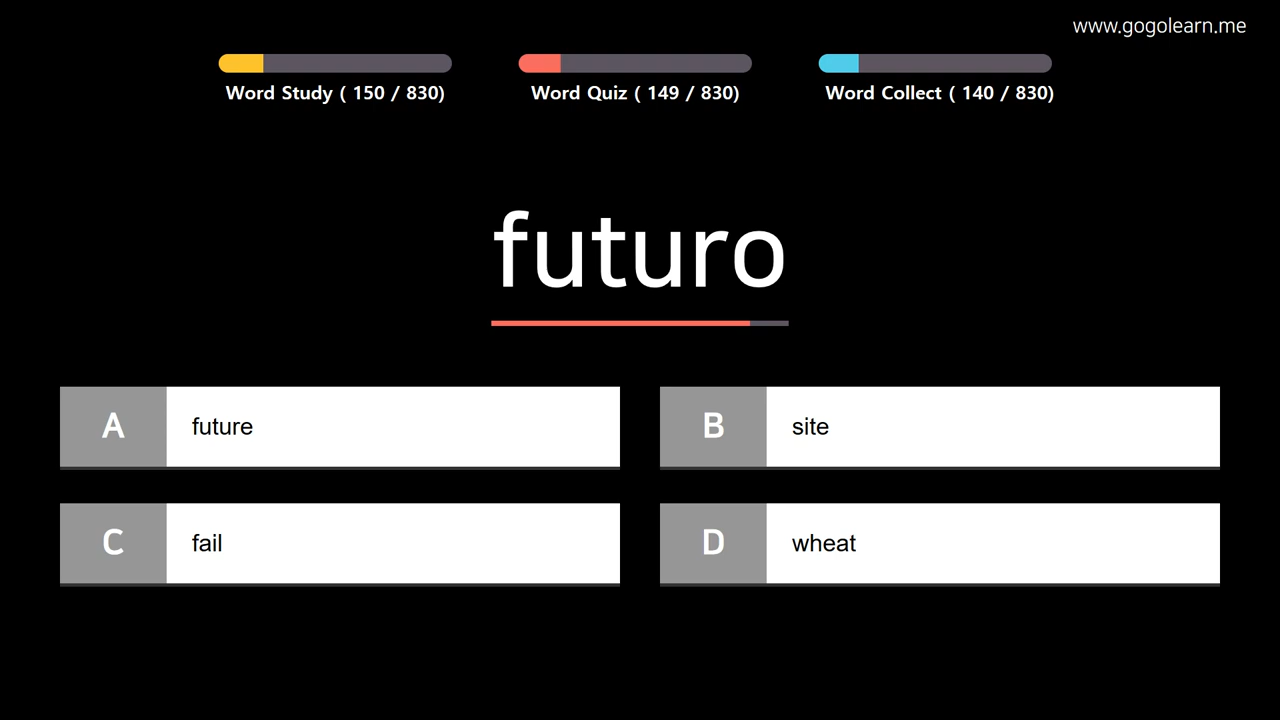 www.gogolearn.me
Word Study ( 150 / 830)
Word Quiz ( 149 / 830)
Word Collect ( 140 / 830)
futuro
A future
B site
C fail
D wheat